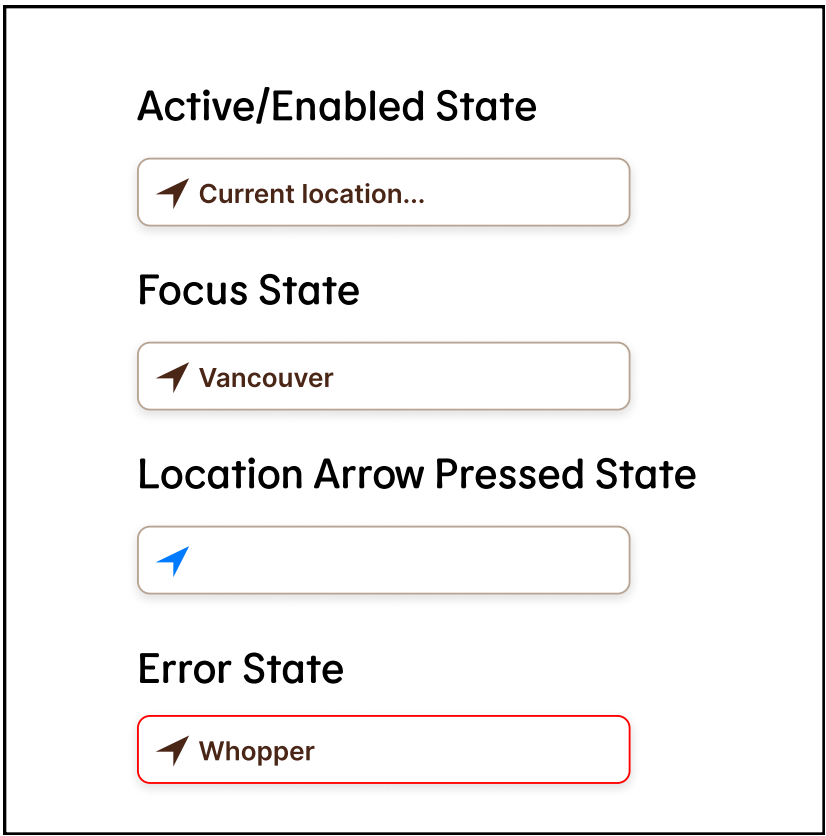 Active/Enabled State
Current location...
Focus State
Vancouver
Location Arrow Pressed State
Error State
Whopper